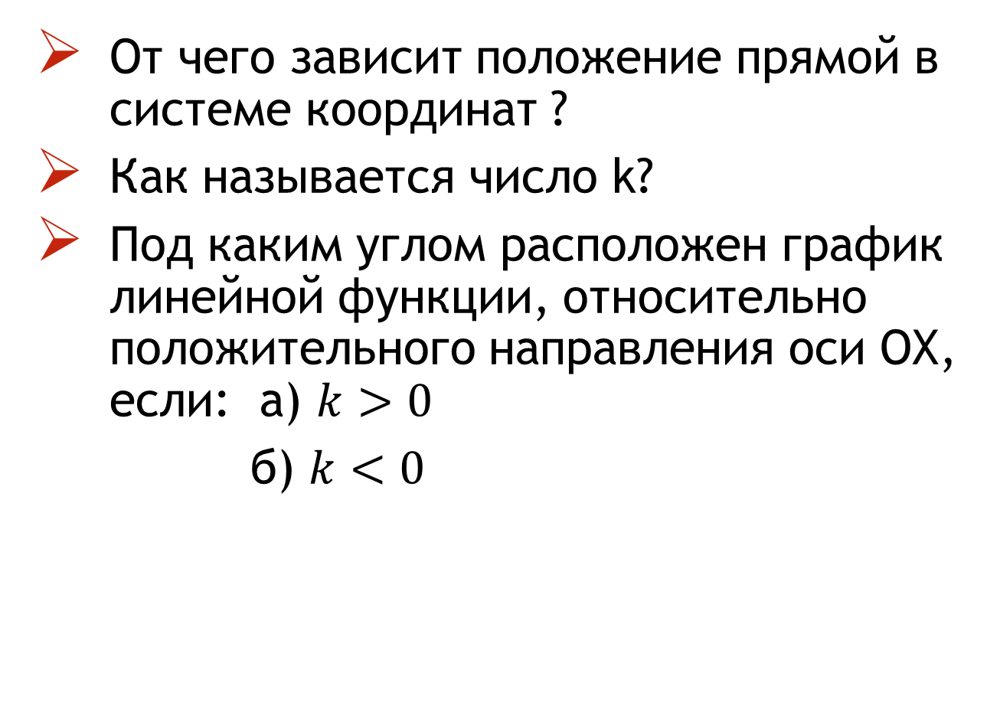 От чего зависит положение прямой в
системе координат ?
Как называется число k?
Под каким углом расположен график
линейной функции, относительно
положительного направления оси ОХ,
если: а) k > 0
б) k < 0